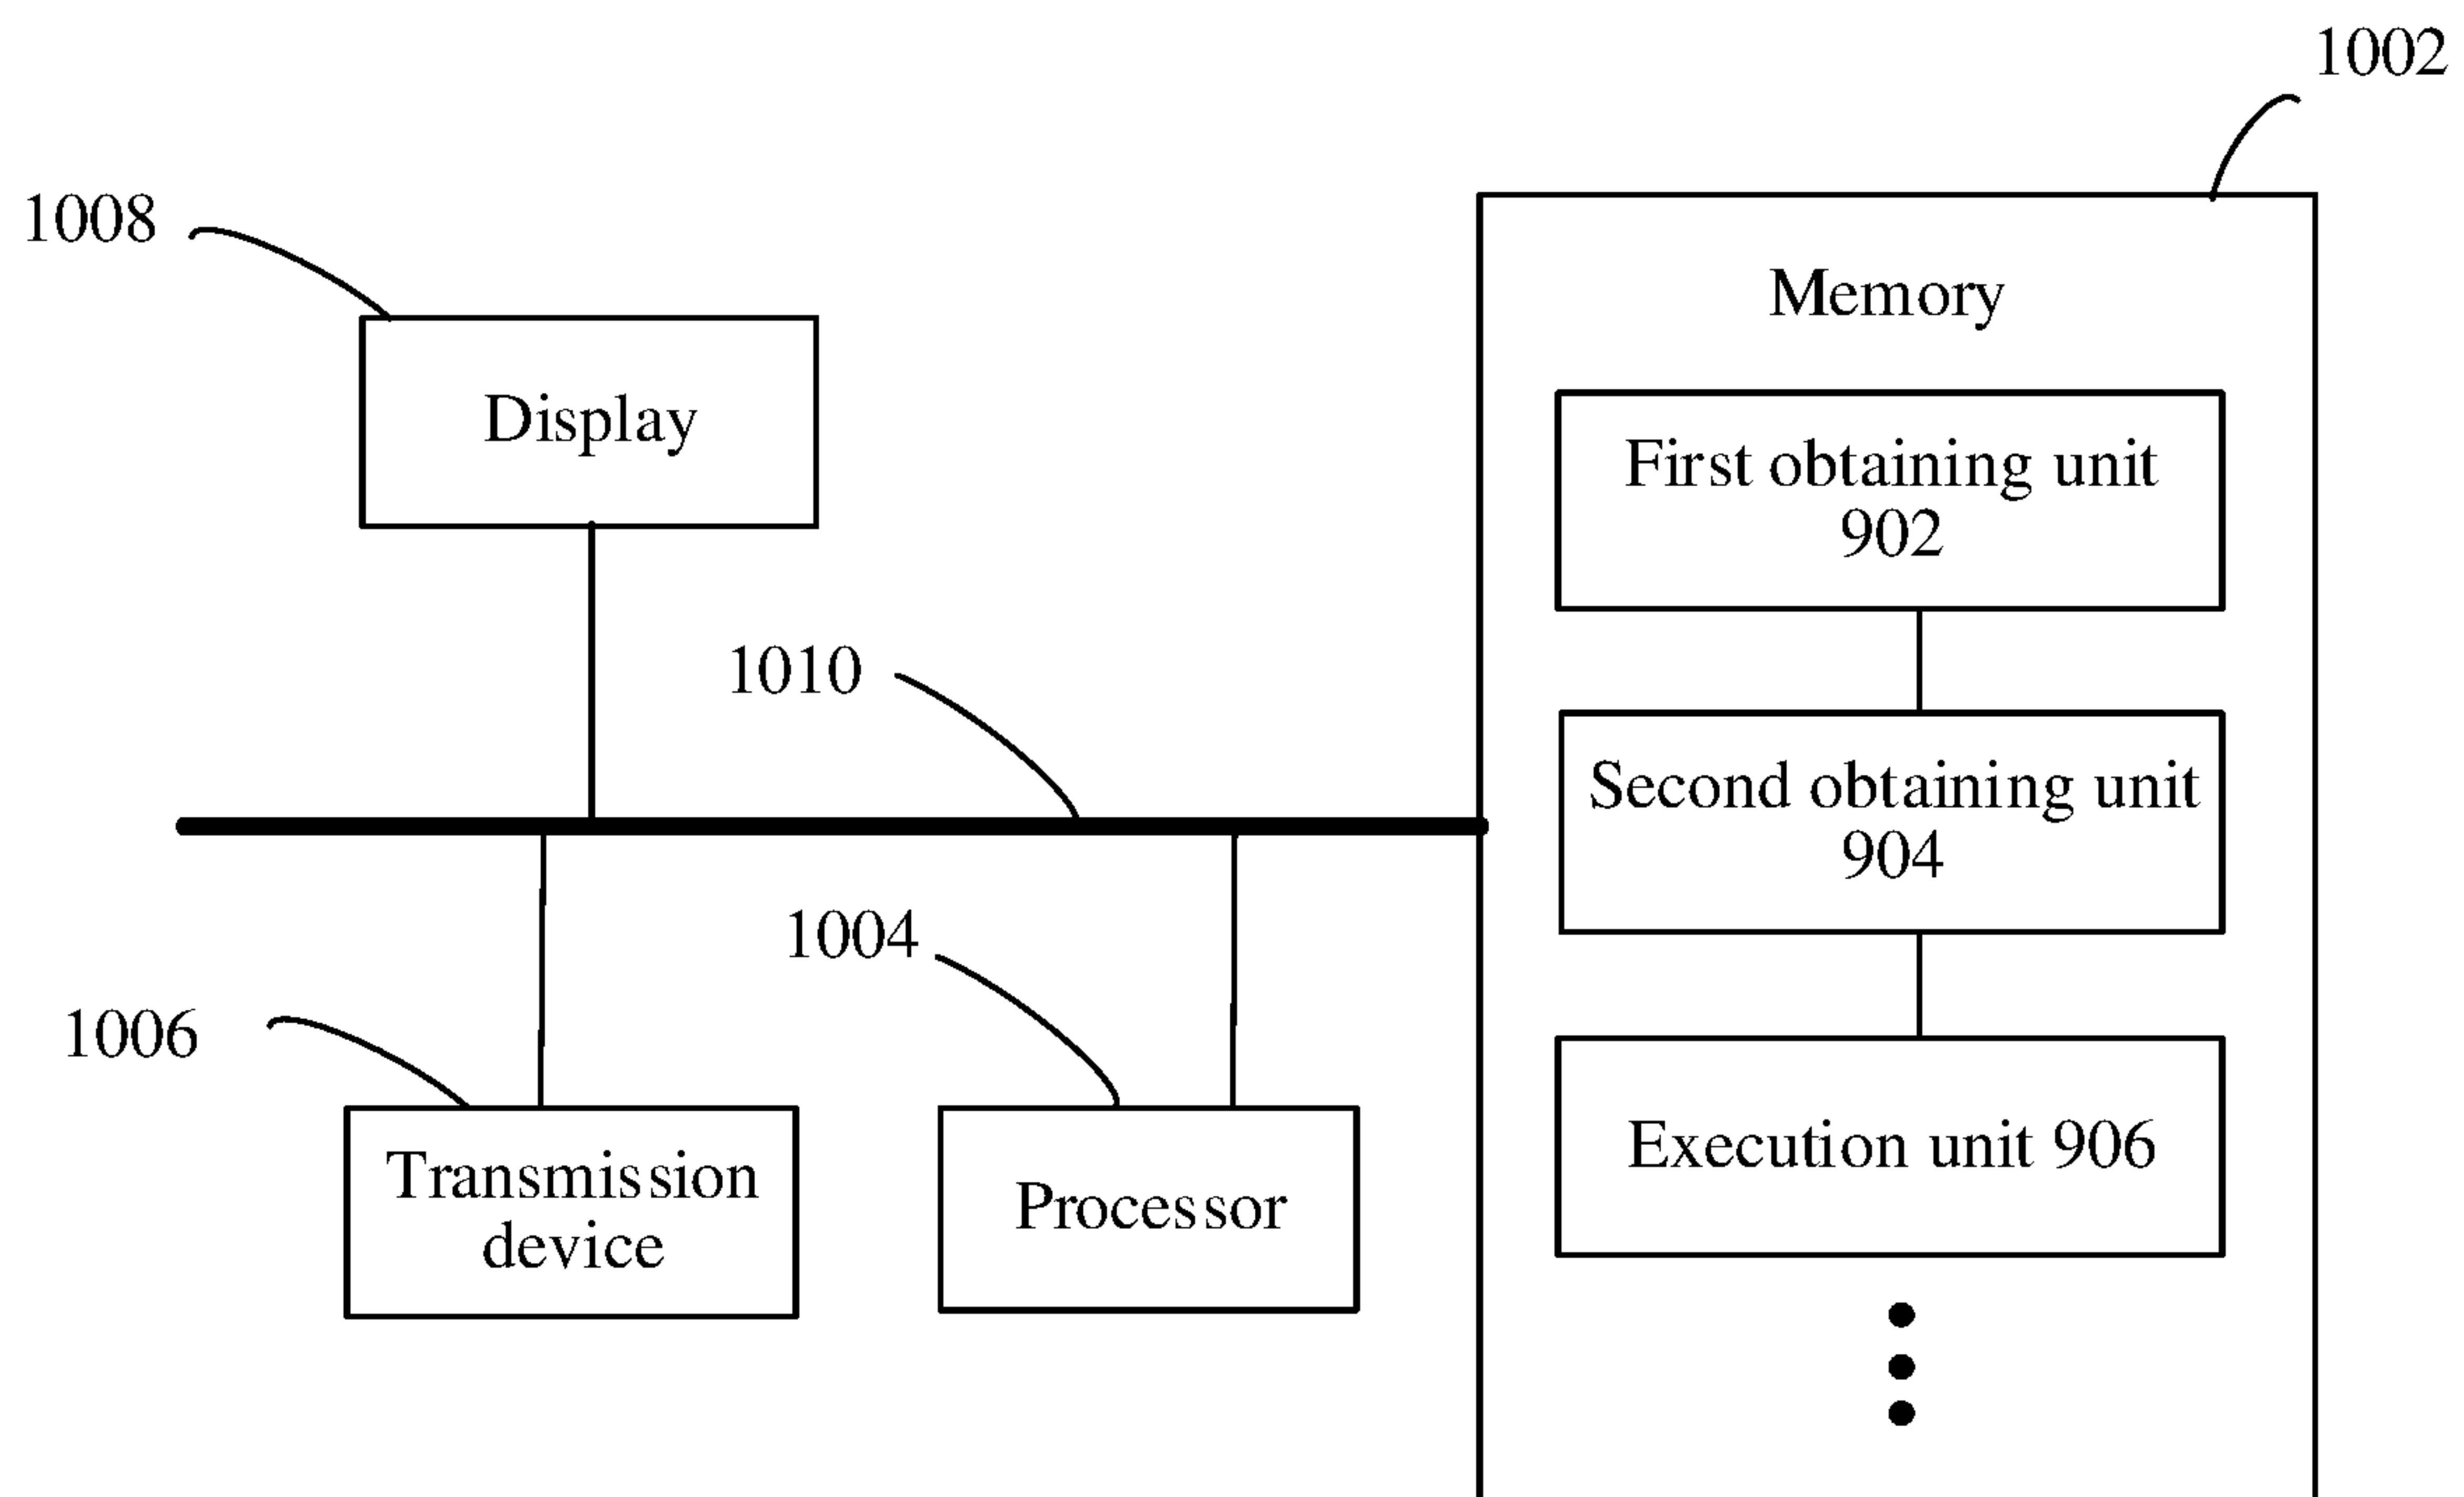 1002
1008
Memory
Display
First obtaining unit
902
1010
Second obtaining unit
904
1004
1006
Execution unit 906
Transmission
device
Processor